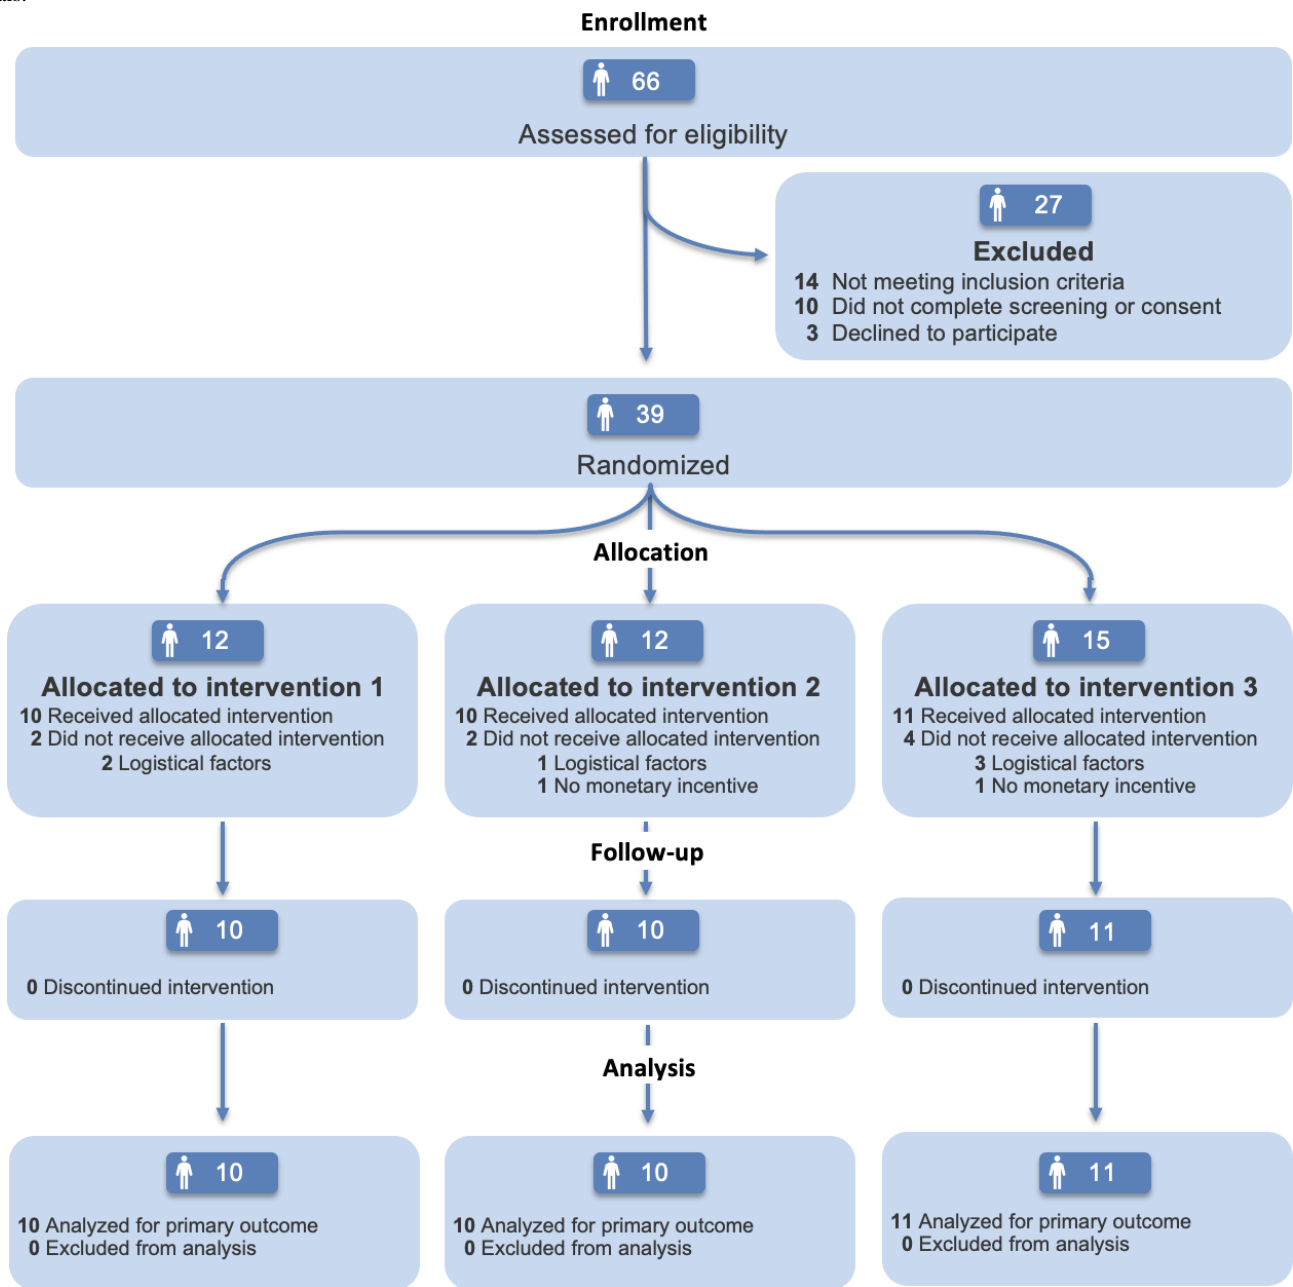 Enrollment
66
Assessed for eligibility
27
Excluded
14 Not meeting inclusion criteria
10 Did not complete screening or consent
3 Declined to participate
39
Randomized
Allocation
12
Allocated to intervention 1
10 Received allocated intervention
2 Did not receive allocated intervention
2 Logistical factors
12
Allocated to intervention 2
10 Received allocated intervention
2 Did not receive allocated intervention
1 Logistical factors
1 No monetary incentive
15
Allocated to intervention 3
11 Received allocated intervention
4 Did not receive allocated intervention
3 Logistical factors
1 No monetary incentive
Follow-up
10
0 Discontinued intervention
10
0 Discontinued intervention
11
0 Discontinued intervention
Analysis
10
10 Analyzed for primary outcome
0 Excluded from analysis
10
10 Analyzed for primary outcome
0 Excluded from analysis
11
11 Analyzed for primary outcome
0 Excluded from analysis